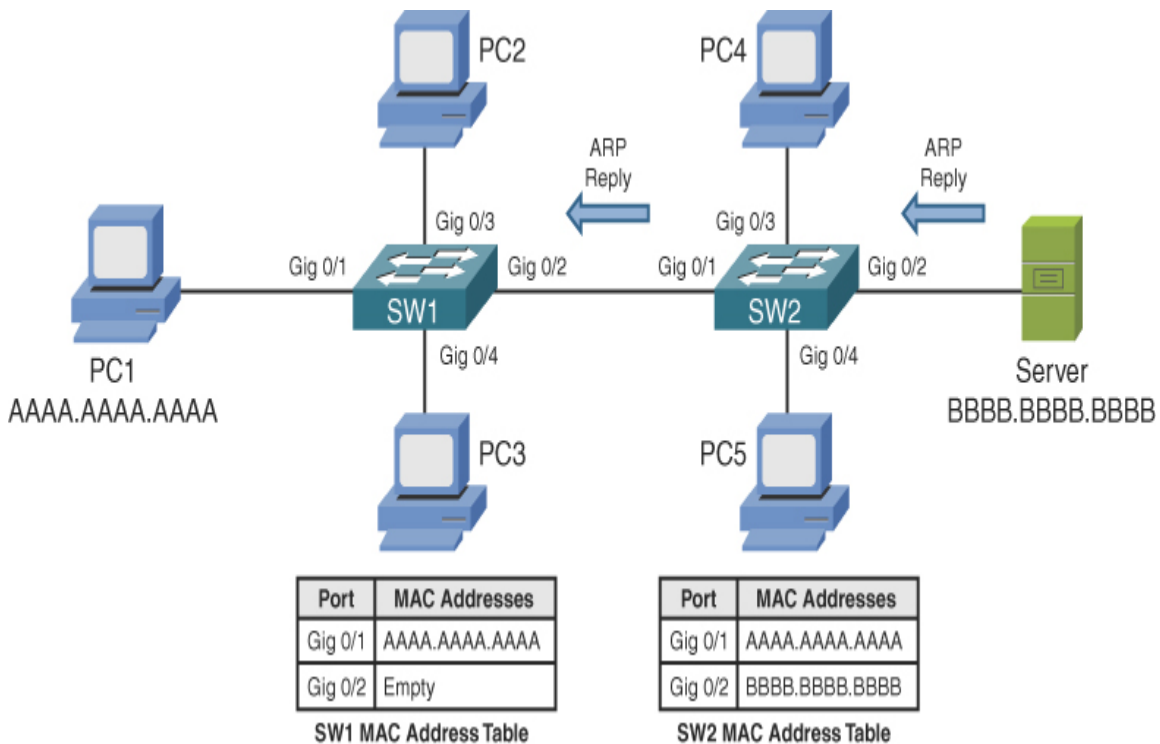 PC2
PC4
ARP
Reply
ARP
Reply
Gig 0/3
Gig 0/3
Gig 0/1
Gig 0/2
Gig 0/1
Gig 0/2
SW1
SW2
Gig 0/4
Gig 0/4
PC1
AAAA.AAAA.AAAA
Server
BBBB.BBBB.BBBB
PC3
PC5
Port MAC Addresses
Gig 0/1 AAAA.AAAA.AAAA
Gig 0/2 Empty
SW1 MAC Address Table
Port MAC Addresses
Gig 0/1 AAAA.AAAA.AAAA
Gig 0/2 BBBB.BBBB.BBBB
SW2 MAC Address Table